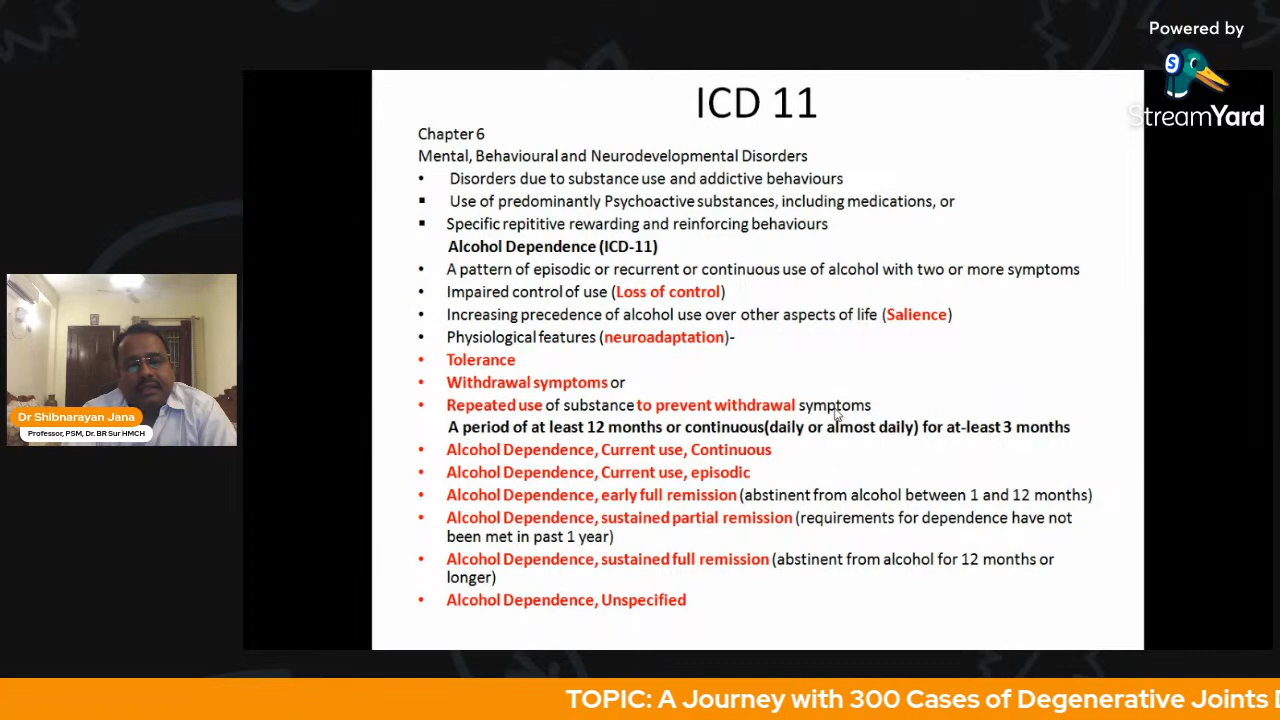 Powered by
S
StreamYard
ICD 11
Chapter 6
Mental, Behavioural and Neurodevelopmental Disorders
• Disorders due to substance use and addictive behaviours
▪ Use of predominantly Psychoactive substances, including medications, or
▪ Specific repititive rewarding and reinforcing behaviours
Alcohol Dependence (ICD-11)
• A pattern of episodic or recurrent or continuous use of alcohol with two or more symptoms
• Impaired control of use (Loss of control)
• Increasing precedence of alcohol use over other aspects of life (Salience)
• Physiological features (neuroadaptation)-
• Tolerance
• Withdrawal symptoms or
• Repeated use of substance to prevent withdrawal symptoms
A period of at least 12 months or continuous(daily or almost daily) for at-least 3 months
• Alcohol Dependence, Current use, Continuous
• Alcohol Dependence, Current use, episodic
• Alcohol Dependence, early full remission (abstinent from alcohol between 1 and 12 months)
• Alcohol Dependence, sustained partial remission (requirements for dependence have not
been met in past 1 year)
• Alcohol Dependence, sustained full remission (abstinent from alcohol for 12 months or
longer)
• Alcohol Dependence, Unspecified
Dr Shibnarayan Jana
Professor, PSM, Dr. BR Sur HMCH
TOPIC: A Journey with 300 Cases of Degenerative Joints